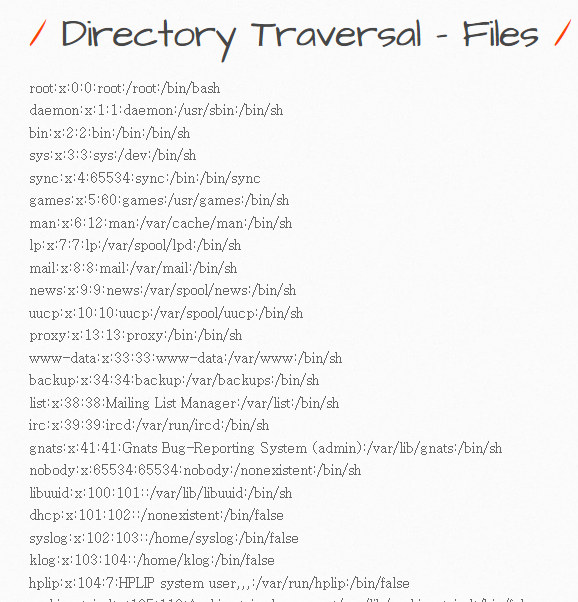 / Directory Traversal - Files /
root:x:0:0:root:/root:/bin/bash
daemon:x:1:1:daemon:/usr/sbin:/bin/sh
bin:x:2:2:bin:/bin:/bin/sh
sys:x:3:3:sys:/dev:/bin/sh
sync:x:4:65534:sync:/bin:/bin/sync
games:x:5:60:games:/usr/games:/bin/sh
man:x:6:12:man:/var/cache/man:/bin/sh
lp:x:7:7:lp:/var/spool/lpd:/bin/sh
mail:x:8:8:mail:/var/mail:/bin/sh
news:x:9:9:news:/var/spool/news:/bin/sh
uucp:x:10:10:uucp:/var/spool/uucp:/bin/sh
proxy:x:13:13:proxy:/bin:/bin/sh
www-data:x:33:33:www-data:/var/www:/bin/sh
backup:x:34:34:backup:/var/backups:/bin/sh
list:x:38:38:Mailing List Manager:/var/list:/bin/sh
irc:x:39:39:ircd:/var/run/ircd:/bin/sh
gnats:x:41:41:Gnats Bug-Reporting System (admin):/var/lib/gnats:/bin/sh
nobody:x:65534:65534:nobody:/nonexistent:/bin/sh
libuuid:x:100:101::/var/lib/libuuid:/bin/sh
dhcp:x:101:102::/nonexistent:/bin/false
syslog:x:102:103::/home/syslog:/bin/false
klog:x:103:104::/home/klog:/bin/false
hplip:x:104:7:HPLIP system user,,,:/var/run/hplip:/bin/false